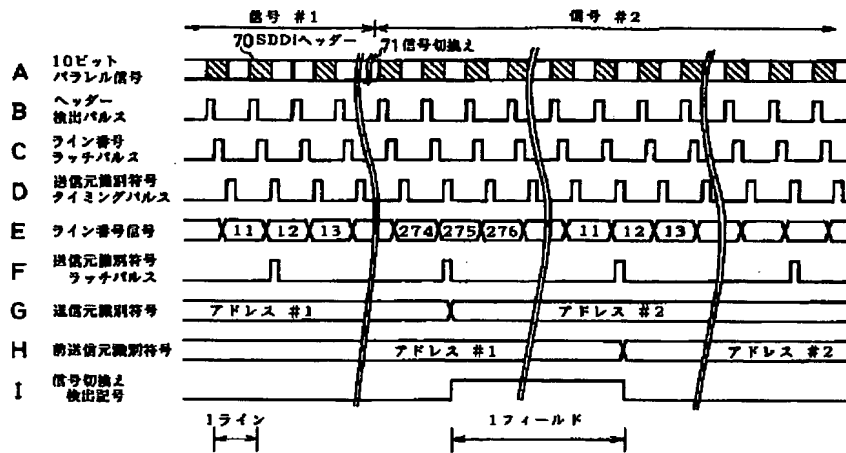 信号 #1
信号 #2
70 SDDIヘッダー
71 信号切換え
A 10ビット
パラレル信号
B ヘッダー
検出パルス
C ライン番号
ラッチパルス
D 送信元識別符号
タイミングパルス
E ライン番号信号
11 12 13 274 275 276 11 12 13
F 送信元識別符号
ラッチパルス
G 送信元識別符号
アドレス #1
アドレス #2
H 前送信元識別符号
アドレス #1
アドレス #2
I 信号切換え
検出記号
1ライン
1フィールド